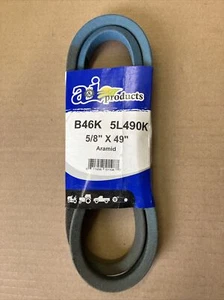 a&i
products
B46K 5L490K
5/8" X 49"
Aramid